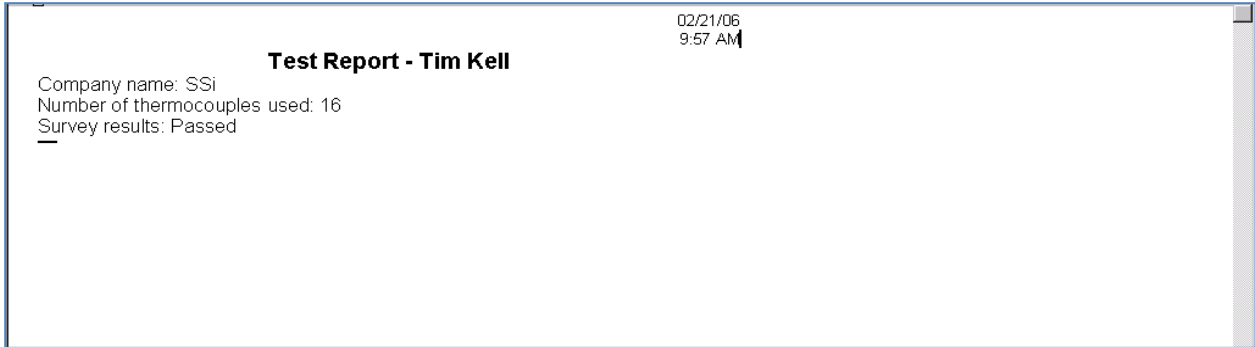 02/21/06
9:57 AM
Test Report - Tim Kell
Company name: SSi
Number of thermocouples used: 16
Survey results: Passed